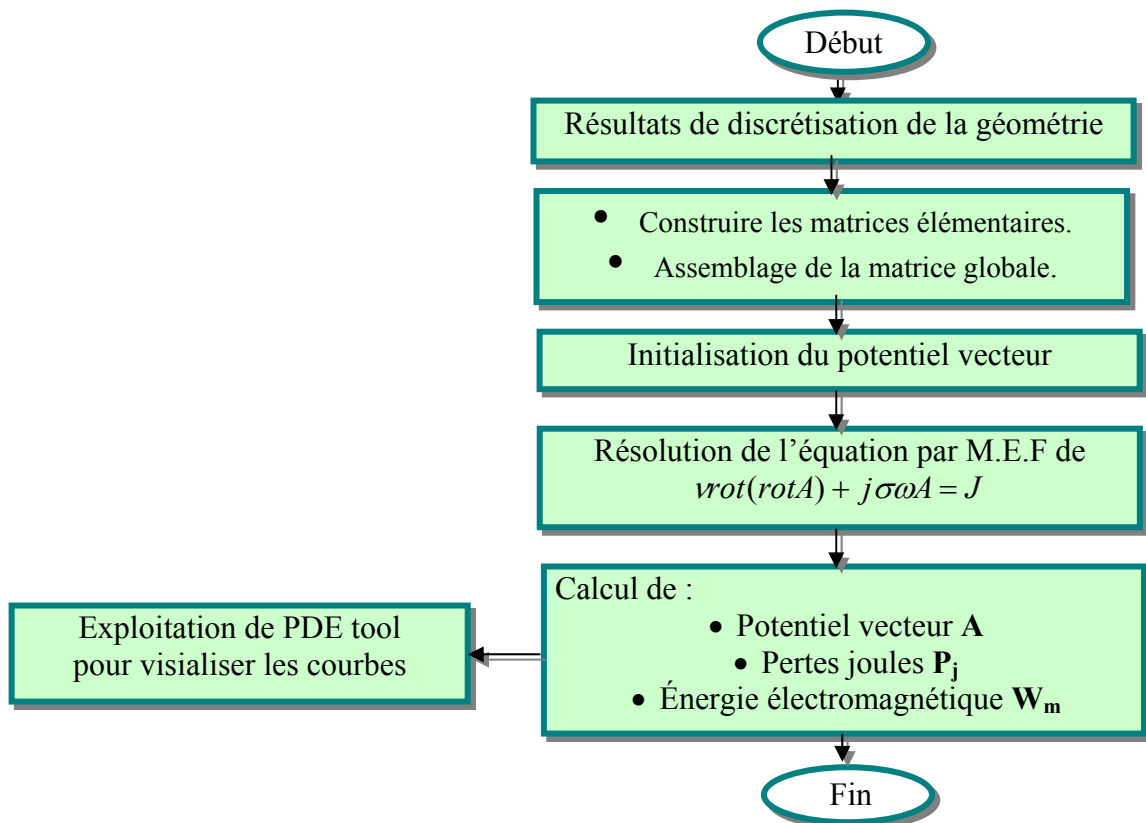 Début
Résultats de discrétisation de la géométrie
• Construire les matrices élémentaires.
• Assemblage de la matrice globale.
Initialisation du potentiel vecteur
Résolution de l'équation par M.E.F de
νrot(rotA) + jσωA = J
Calcul de :
• Potentiel vecteur A
• Pertes joules Pj
• Énergie électromagnétique Wm
Exploitation de PDE tool
pour visialiser les courbes
Fin